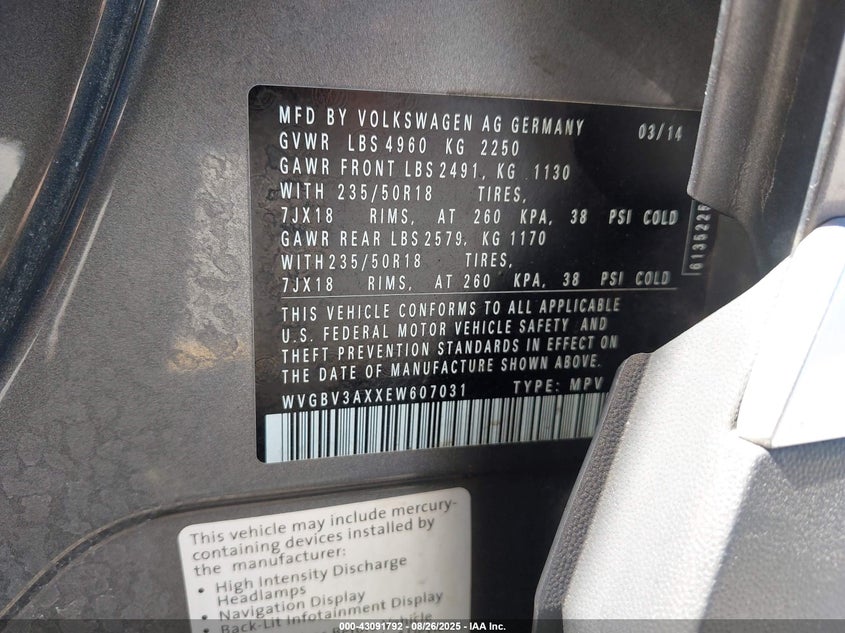 MFD BY VOLKSWAGEN AG GERMANY 03/14
GVWR LBS 4960 KG 2250
GAWR FRONT LBS 2491, KG 1130
WITH 235/50R18 TIRES,
7JX18 RIMS, AT 260 KPA, 38 PSI COLD
GAWR REAR LBS 2579, KG 1170
WITH 235/50R18 TIRES,
7JX18 RIMS, AT 260 KPA, 38 PSI COLD
THIS VEHICLE CONFORMS TO ALL APPLICABLE
U.S. FEDERAL MOTOR VEHICLE SAFETY AND
THEFT PREVENTION STANDARDS IN EFFECT ON
THE DATE OF MANUFACTURE SHOWN ABOVE.
WVGBV3AXXEW607031 TYPE: MPV
This vehicle may include mercury-
containing devices installed by
the manufacturer:
• High Intensity Discharge
Headlamps
• Navigation Display
• Back-Lit Infotainment Display
000-43091792 - 08/26/2025 - IAA Inc.